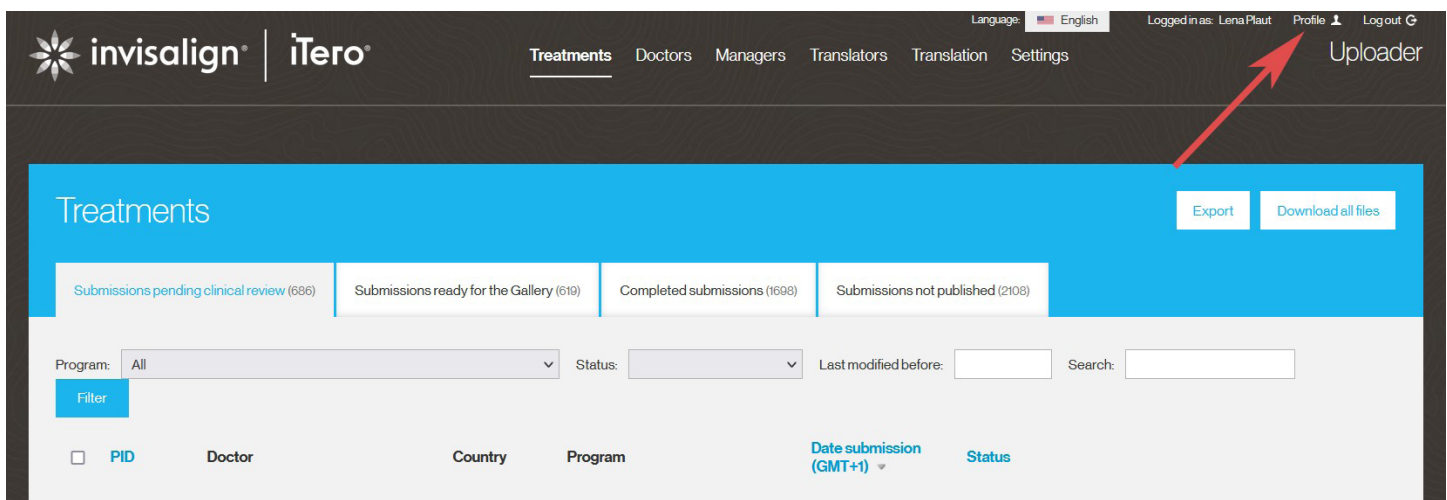 Language: English Logged in as: Lena Plaut Profile Log out
invisalign® iTero® Treatments Doctors Managers Translators Translation Settings Uploader
Treatments Export Download all files
Submissions pending clinical review (686) Submissions ready for the Gallery (619) Completed submissions (1698) Submissions not published (2108)
Program: All Status: Last modified before: Search:
Filter
PID Doctor Country Program Date submission (GMT+1) Status